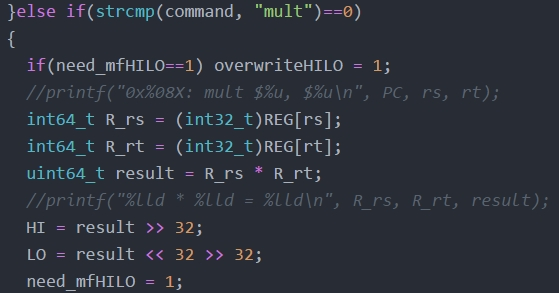 }else if(strcmp(command, "mult")==0)
{
if(need_mfHILO==1) overwriteHILO = 1;
//printf("0x%08X: mult $%u, $%u\n", PC, rs, rt);
int64_t R_rs = (int32_t)REG[rs];
int64_t R_rt = (int32_t)REG[rt];
uint64_t result = R_rs * R_rt;
//printf("%lld * %lld = %lld\n", R_rs, R_rt, result);
HI = result >> 32;
LO = result << 32 >> 32;
need_mfHILO = 1;